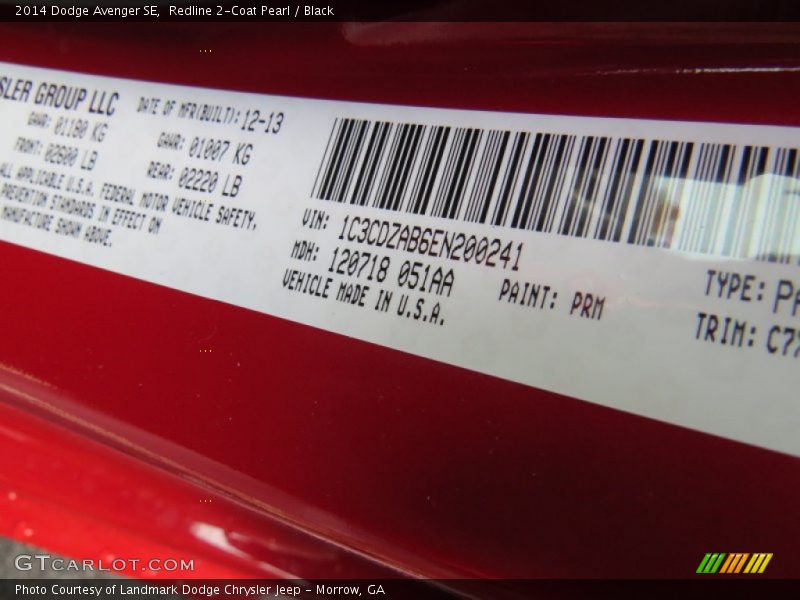 2014 Dodge Avenger SE, Redline 2-Coat Pearl / Black
SLER GROUP LLC
DATE OF MFR(BUILT): 12-13
GAWR: 01180 KG
GAWR: 01007 KG
FRONT: 02600 LB
REAR: 02220 LB
ALL APPLICABLE U.S.A. FEDERAL MOTOR VEHICLE SAFETY,
PREVENTION STANDARDS IN EFFECT ON
MANUFACTURE SHOWN ABOVE.
VIN: 1C3CDZAB6EN200241
MDH: 120718 051AA
VEHICLE MADE IN U.S.A.
PAINT: PRM
TYPE: PA
TRIM: C7X
GTCARLOT.COM
Photo Courtesy of Landmark Dodge Chrysler Jeep - Morrow, GA